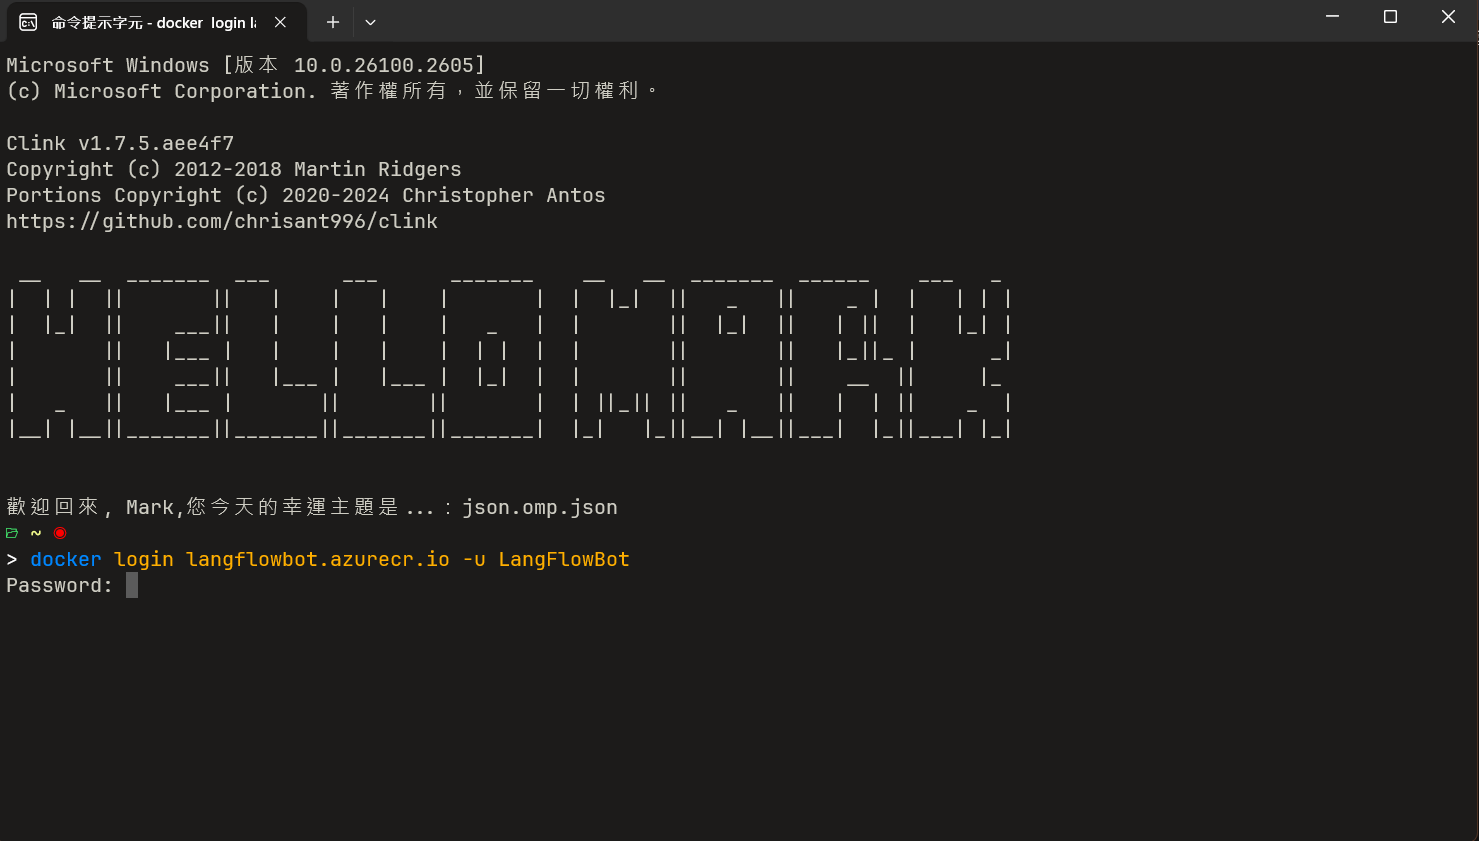 命令提示字元 - docker login la
Microsoft Windows [版本 10.0.26100.2605]
(c) Microsoft Corporation. 著作權所有，並保留一切權利。
Clink v1.7.5.aee4f7
Copyright (c) 2012-2018 Martin Ridgers
Portions Copyright (c) 2020-2024 Christopher Antos
https://github.com/chrisant996/clink
HELLO MARK
歡迎回來, Mark,您今天的幸運主題是...：json.omp.json
~
> docker login langflowbot.azurecr.io -u LangFlowBot
Password: